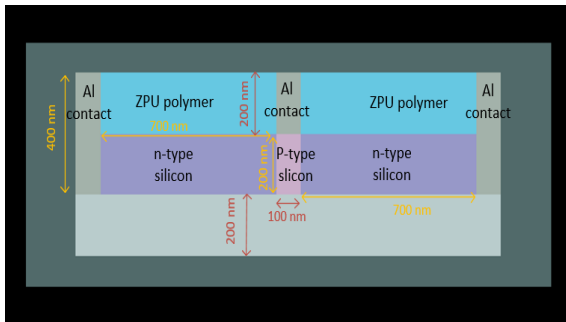 Al
contact
ZPU polymer
Al
contact
ZPU polymer
Al
contact
400 nm
200 nm
700 nm
n-type
silicon
200 nm
P-type
slicon
n-type
silicon
200 nm
100 nm
700 nm